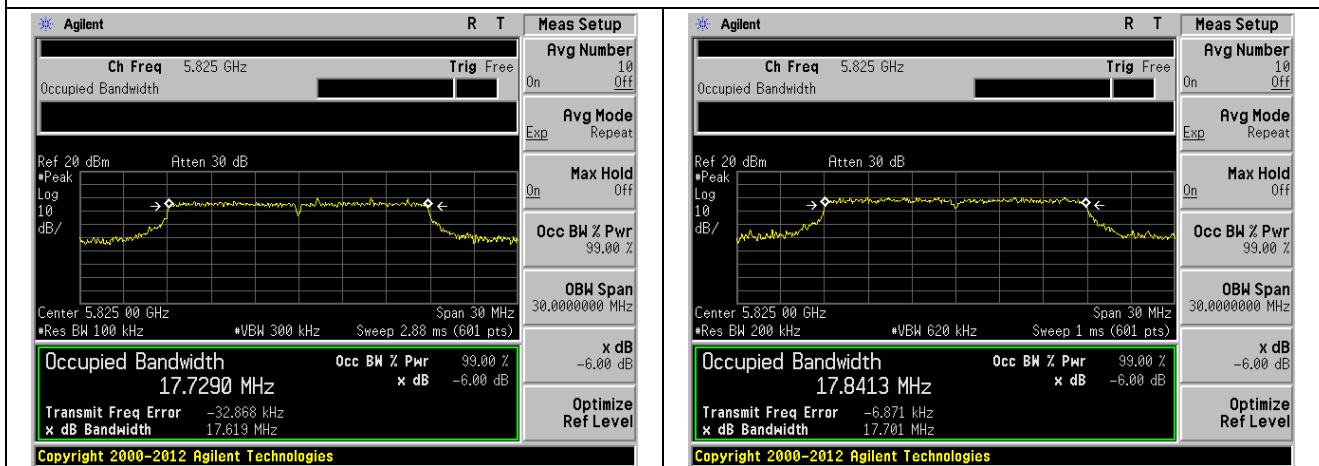 Agilent R T Meas Setup
Ch Freq 5.825 GHz Trig Free
Occupied Bandwidth
Avg Number
10
On Off
Avg Mode
Exp Repeat
Ref 20 dBm Atten 30 dB
#Peak
Log
10
dB/
Max Hold
On Off
Occ BW % Pwr
99.00 %
OBW Span
30.0000000 MHz
Center 5.825 00 GHz Span 30 MHz
#Res BW 100 kHz #VBW 300 kHz Sweep 2.88 ms (601 pts)
x dB
-6.00 dB
Occupied Bandwidth Occ BW % Pwr 99.00 %
17.7290 MHz x dB -6.00 dB
Transmit Freq Error -32.868 kHz
x dB Bandwidth 17.619 MHz
Optimize
Ref Level
Copyright 2000-2012 Agilent Technologies
Agilent R T Meas Setup
Ch Freq 5.825 GHz Trig Free
Occupied Bandwidth
Avg Number
10
On Off
Avg Mode
Exp Repeat
Ref 20 dBm Atten 30 dB
#Peak
Log
10
dB/
Max Hold
On Off
Occ BW % Pwr
99.00 %
OBW Span
30.0000000 MHz
Center 5.825 00 GHz Span 30 MHz
#Res BW 200 kHz #VBW 620 kHz Sweep 1 ms (601 pts)
x dB
-6.00 dB
Occupied Bandwidth Occ BW % Pwr 99.00 %
17.8413 MHz x dB -6.00 dB
Transmit Freq Error -6.871 kHz
x dB Bandwidth 17.701 MHz
Optimize
Ref Level
Copyright 2000-2012 Agilent Technologies